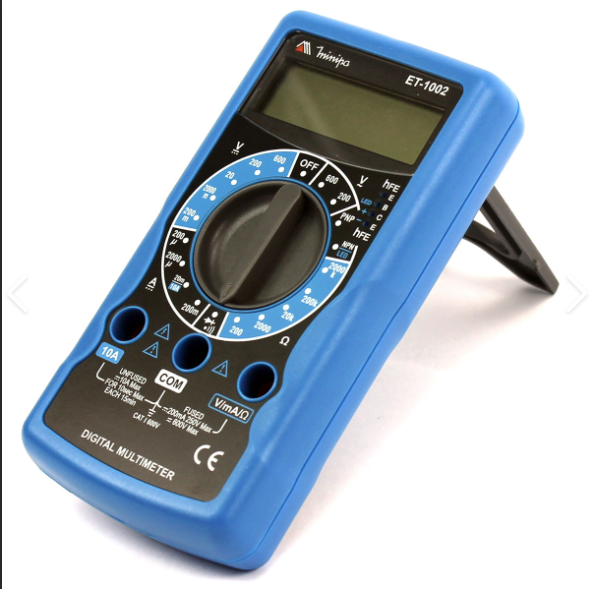 minipa
ET-1002
V
600
200
20
2000
m
200
m
OFF
600
200
V
hFE
E
B
C
E
LED
PNP
hFE
NPN
LED
2000
k
200k
20k
2000
200
Ω
200
µ
2000
µ
20m
10A
200m
A
10A
COM
V/mA/Ω
UNFUSED
10A Max
FOR 10sec Max
EACH 15min
FUSED
200mA 250V Max
600V Max
CAT I 600V
CE
DIGITAL MULTIMETER